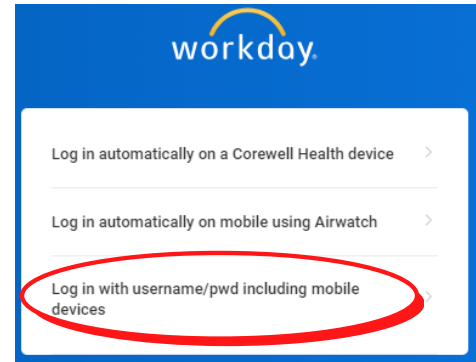 workday.
Log in automatically on a Corewell Health device
Log in automatically on mobile using Airwatch
Log in with username/pwd including mobile
devices